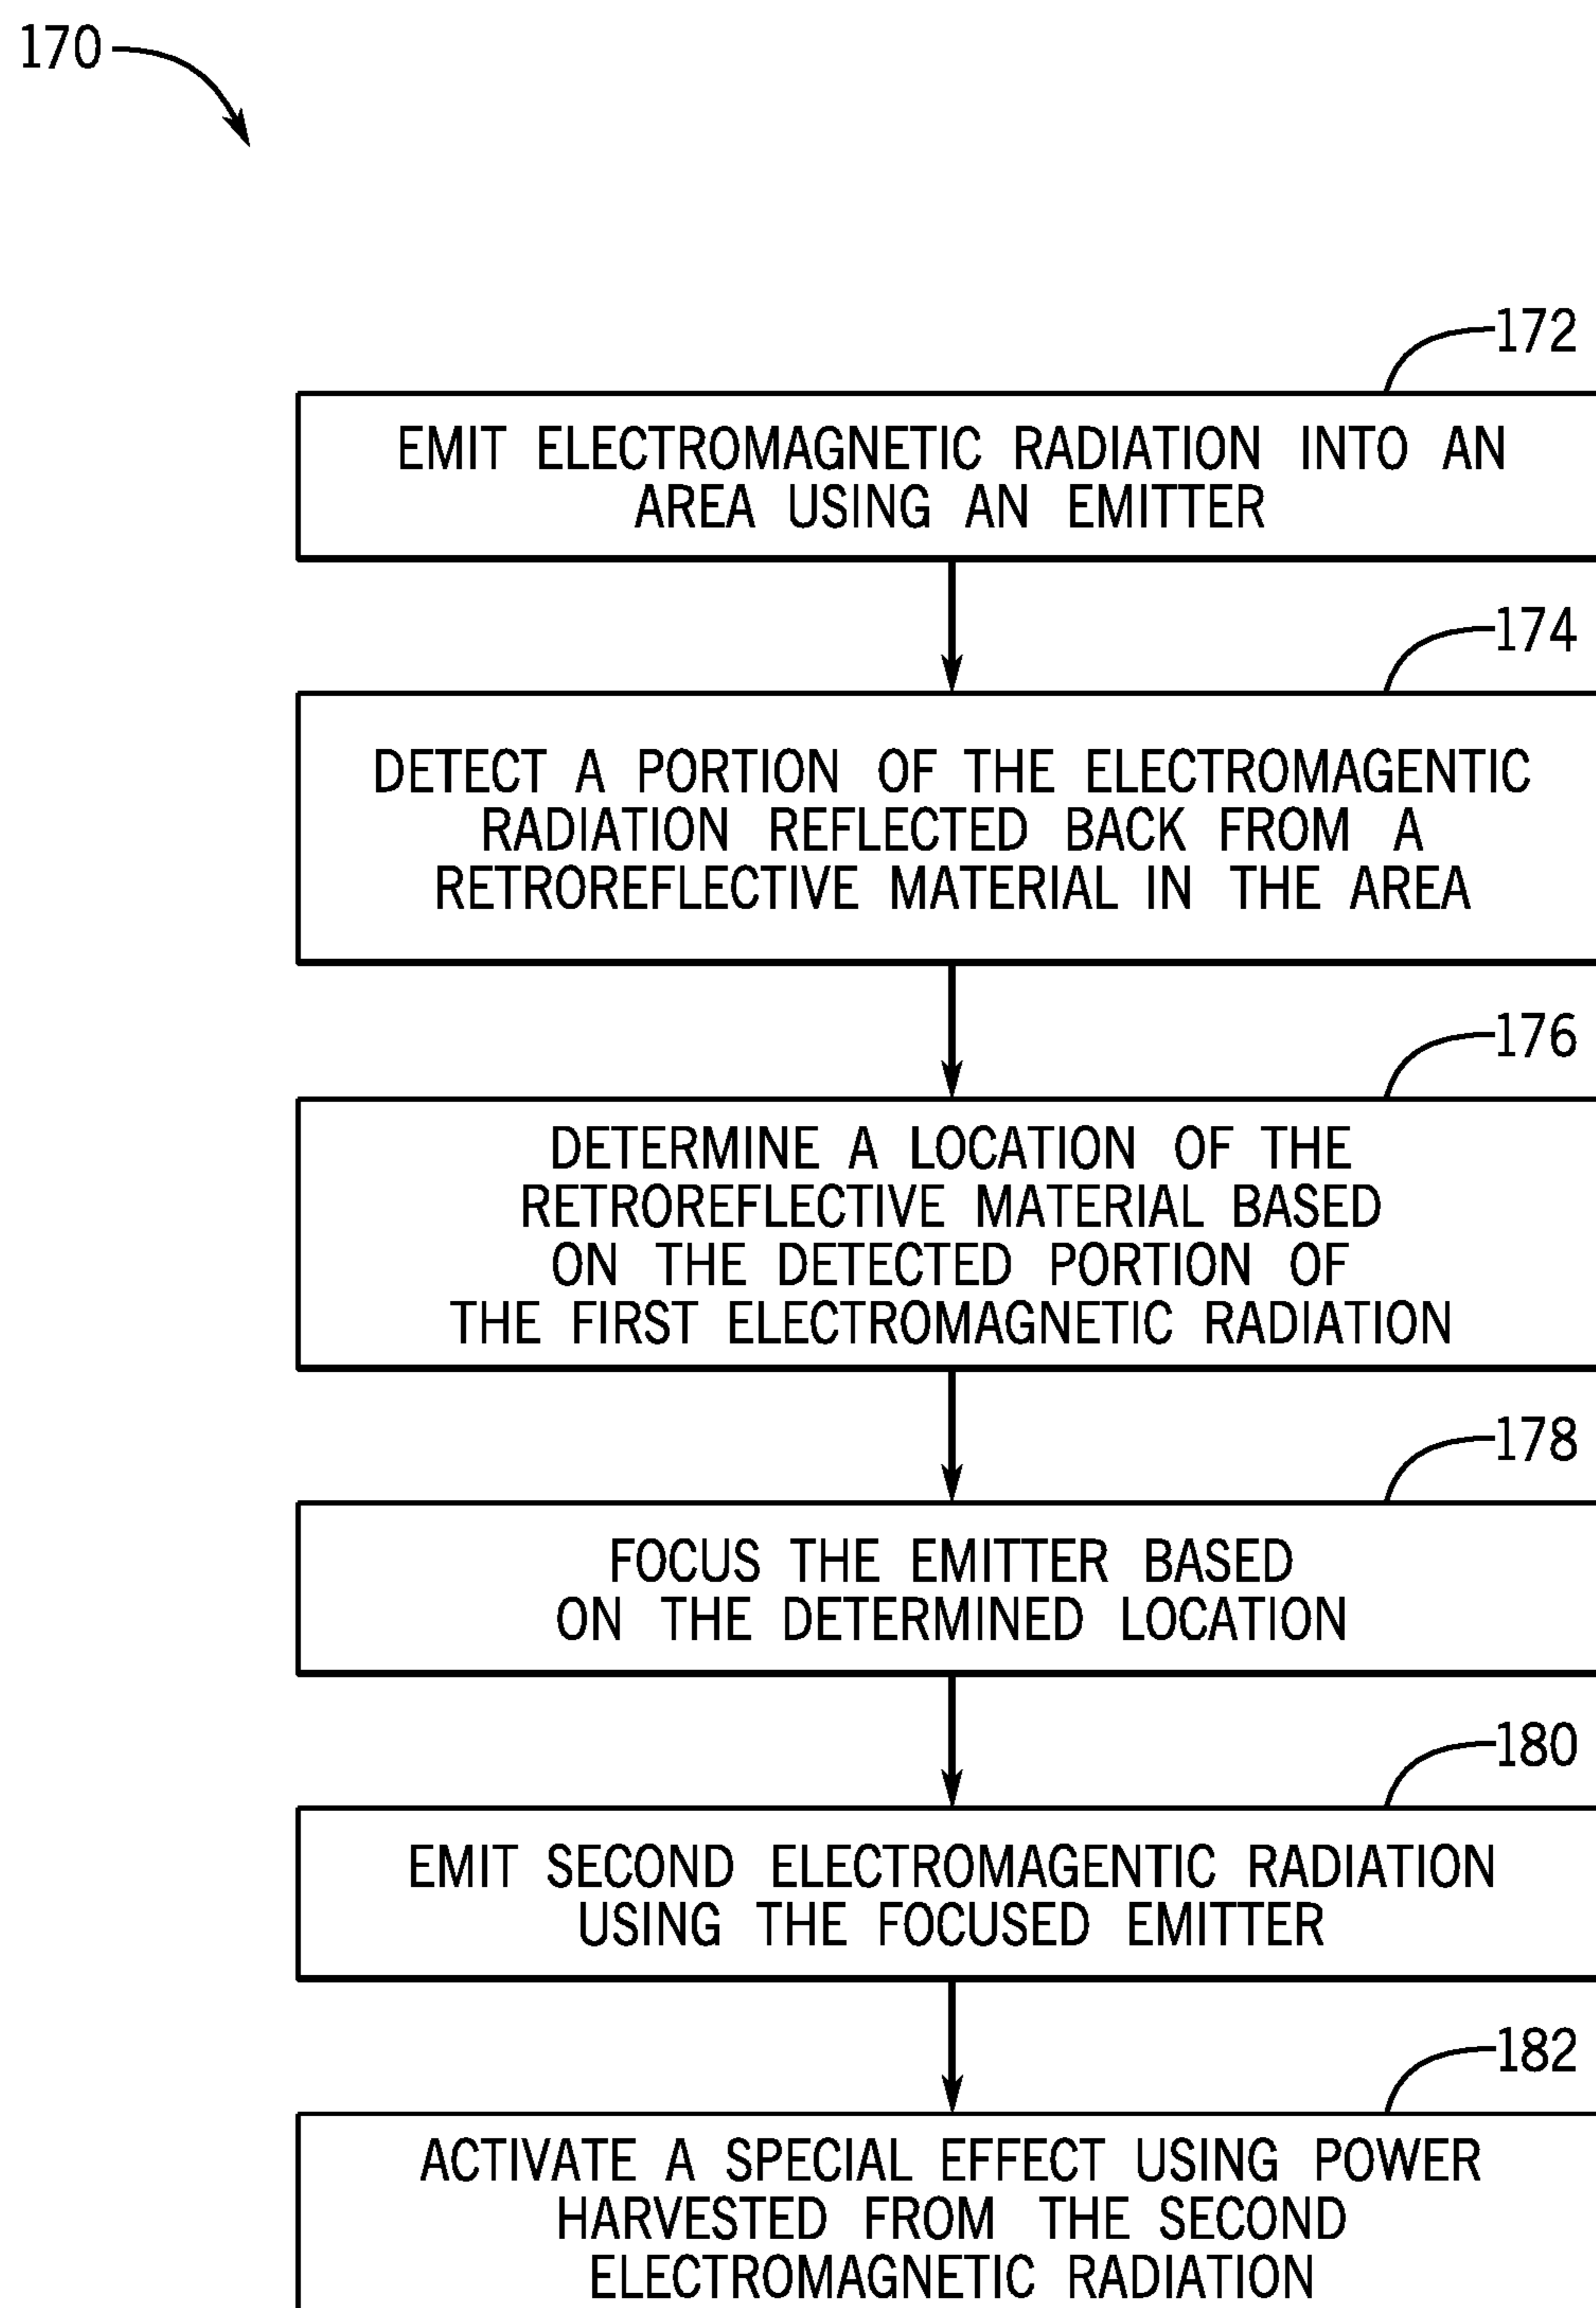 170
172
EMIT ELECTROMAGNETIC RADIATION INTO AN
AREA USING AN EMITTER
174
DETECT A PORTION OF THE ELECTROMAGENTIC
RADIATION REFLECTED BACK FROM A
RETROREFLECTIVE MATERIAL IN THE AREA
176
DETERMINE A LOCATION OF THE
RETROREFLECTIVE MATERIAL BASED
ON THE DETECTED PORTION OF
THE FIRST ELECTROMAGNETIC RADIATION
178
FOCUS THE EMITTER BASED
ON THE DETERMINED LOCATION
180
EMIT SECOND ELECTROMAGENTIC RADIATION
USING THE FOCUSED EMITTER
182
ACTIVATE A SPECIAL EFFECT USING POWER
HARVESTED FROM THE SECOND
ELECTROMAGNETIC RADIATION